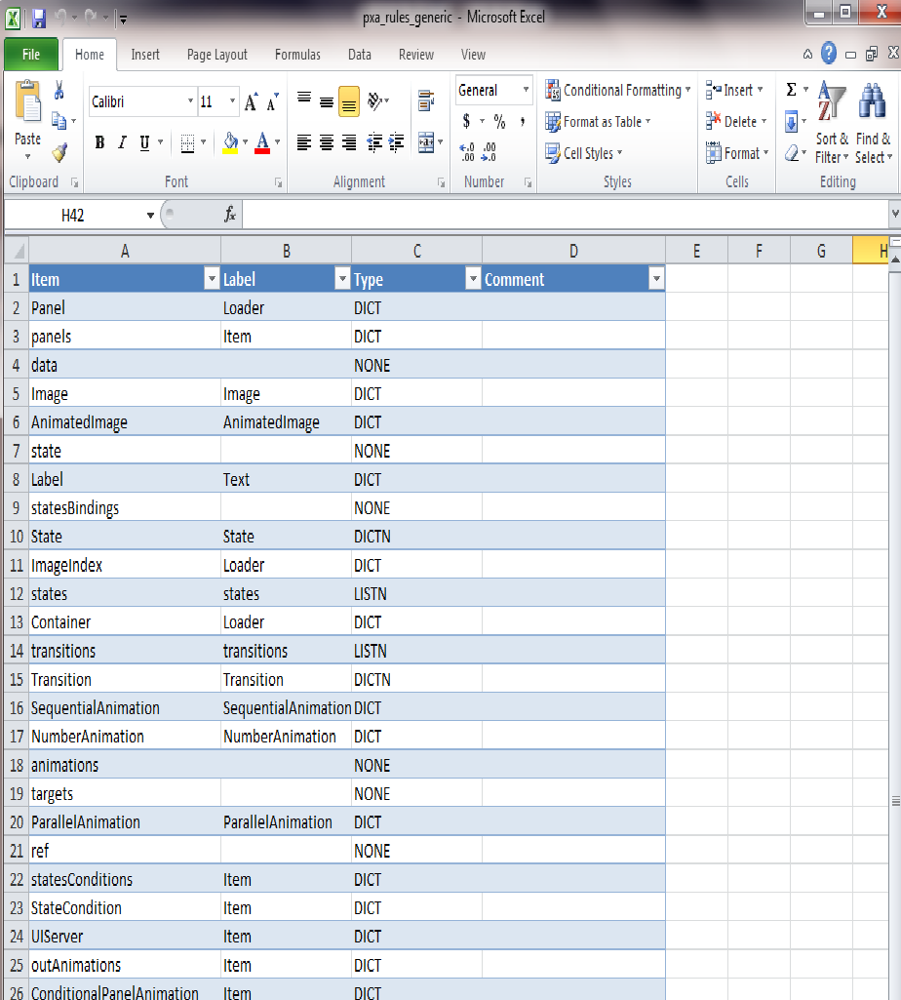 pxa_rules_generic - Microsoft Excel
File Home Insert Page Layout Formulas Data Review View
Calibri 11 General Conditional Formatting Insert Σ
Paste B I U A $ % , Format as Table Delete Sort & Find &
Cell Styles Format Filter Select
Clipboard Font Alignment Number Styles Cells Editing
H42 fx
A B C D E F G H
1 Item Label Type Comment
2 Panel Loader DICT
3 panels Item DICT
4 data NONE
5 Image Image DICT
6 AnimatedImage AnimatedImage DICT
7 state NONE
8 Label Text DICT
9 statesBindings NONE
10 State State DICTN
11 ImageIndex Loader DICT
12 states states LISTN
13 Container Loader DICT
14 transitions transitions LISTN
15 Transition Transition DICTN
16 SequentialAnimation SequentialAnimation DICT
17 NumberAnimation NumberAnimation DICT
18 animations NONE
19 targets NONE
20 ParallelAnimation ParallelAnimation DICT
21 ref NONE
22 statesConditions Item DICT
23 StateCondition Item DICT
24 UIServer Item DICT
25 outAnimations Item DICT
26 ConditionalPanelAnimation Item DICT